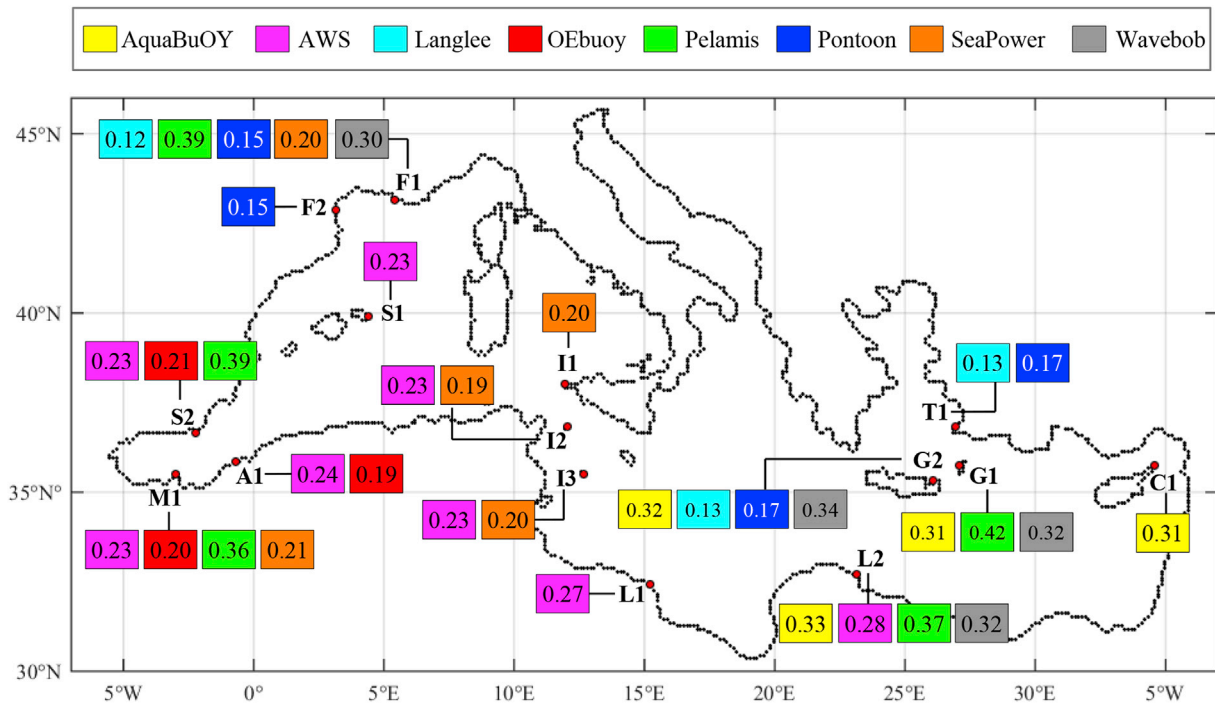 AquaBuOY AWS Langlee OEbuoy Pelamis Pontoon SeaPower Wavebob
45°N
0.12 0.39 0.15 0.20 0.30
F1
0.15 F2
0.23
S1
40°N
0.20
I1
0.23 0.21 0.39
S2
0.23 0.19
I2
0.13 0.17
T1
A1
0.24 0.19
M1
0.23 0.20 0.36 0.21
35°N°
I3
0.23 0.20
G2
0.32 0.13 0.17 0.34
G1
0.31 0.42 0.32
C1
0.31
0.27 L1
L2
0.33 0.28 0.37 0.32
30°N
5°W 0° 5°E 10°E 15°E 20°E 25°E 30°E 5°W